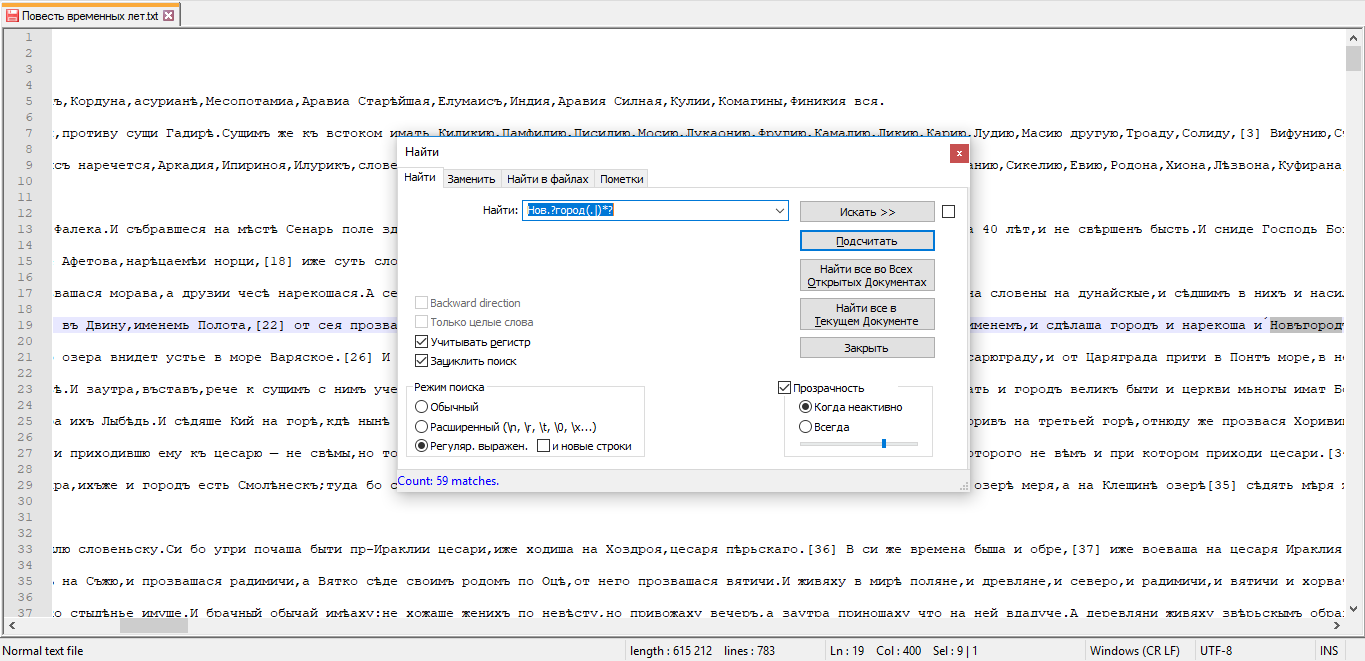 Повесть временных лет.txt
1
2
3
4
5 ъ,Кордуна,асурианѣ,Месопотамиа,Аравиа Старѣйшая,Елумаисъ,Индия,Аравия Силная,Кулии,Комагины,Финикия вся.
6
7 ,противу сущи Гадирѣ.Сущимъ же къ встоком имать Киликию,Памфилию,Писидию,Мосию,Лукаонию,Фругию,Камалию,Ликию,Карию,Лудию,Масию другую,Троаду,Солиду,[3] Вифунию,С
8
9 съ наречется,Аркадия,Ипириноя,Илурикъ,слове анию,Сикелию,Евию,Родона,Хиона,Лѣзвона,Куфирана
10
11
12
13 Фалека.И събравшеся на мѣстѣ Сенарь поле зд а 40 лѣт,и не свѣршенъ бысть.И сниде Господь Бо
14
15 Афетова,нарѣцаемѣи норци,[18] иже суть сло
16
17 вашася морава,а друзии чесѣ нарекошася.А се на словены на дунайскые,и сѣдшимъ в нихъ и наси
18
19 въ Двину,именемь Полота,[22] от сея прозва именемъ,и сдѣлаша городъ и нарекоша и Новъгород
20
21 озера внидет устье в море Варяское.[26] И сарюграду,и от Царяграда прити в Понтъ море,в н
22
23 ѣ.И заутра,въставъ,рече к сущимъ с нимъ уче ать и городъ великъ быти и церкви мьногы имат Б
24
25 а ихъ Лыбѣдь.И сѣдяше Кий на горѣ,кдѣ нынѣ оривъ на третьей горѣ,отнюду же прозвася Хориви
26
27 и приходившю ему къ цесарю — не свѣмы,но то оторого не вѣмъ и при котором приходи цесари.[3
28
29 ра,ихъже и городъ есть Смолѣнескъ;туда бо с озерѣ меря,а на Клещинѣ озерѣ[35] сѣдять мѣря
30
31
32
33 лю словеньску.Си бо угри почаша быти пр-Ираклии цесари,иже ходиша на Хоздроя,цесаря пѣрьскаго.[36] В си же времена быша и обре,[37] иже воеваша на цесаря Ираклия
34
35 ь на Съжю,и прозвашася радимичи,а Вятко сѣде своимъ родомъ по Оцѣ,от него прозвашася вятичи.И живяху в мирѣ поляне,и древляне,и северо,и радимичи,и вятичи и хорва
36
37 о стыдѣнье имуще.И брачный обычай имѣаху:не хожаше женихъ по невѣсту,но привожаху вечеръ,а заутра приношаху что на ней вдадуче.А деревляни живяху звѣрьскымъ обра
Найти
x
Найти Заменить Найти в файлах Пометки
Найти: Нов.?город(.|)*? Искать >>
Подсчитать
Найти все во Всех
Открытых Документах
Найти все в
Текущем Документе
Закрыть
Backward direction
Только целые слова
Учитывать регистр
Зациклить поиск
Режим поиска
Обычный
Расширенный (\n, \r, \t, \0, \x...)
Регуляр. выражен. и новые строки
Прозрачность
Когда неактивно
Всегда
Count: 59 matches.
Normal text file length : 615 212 lines : 783 Ln : 19 Col : 400 Sel : 9 | 1 Windows (CR LF) UTF-8 INS